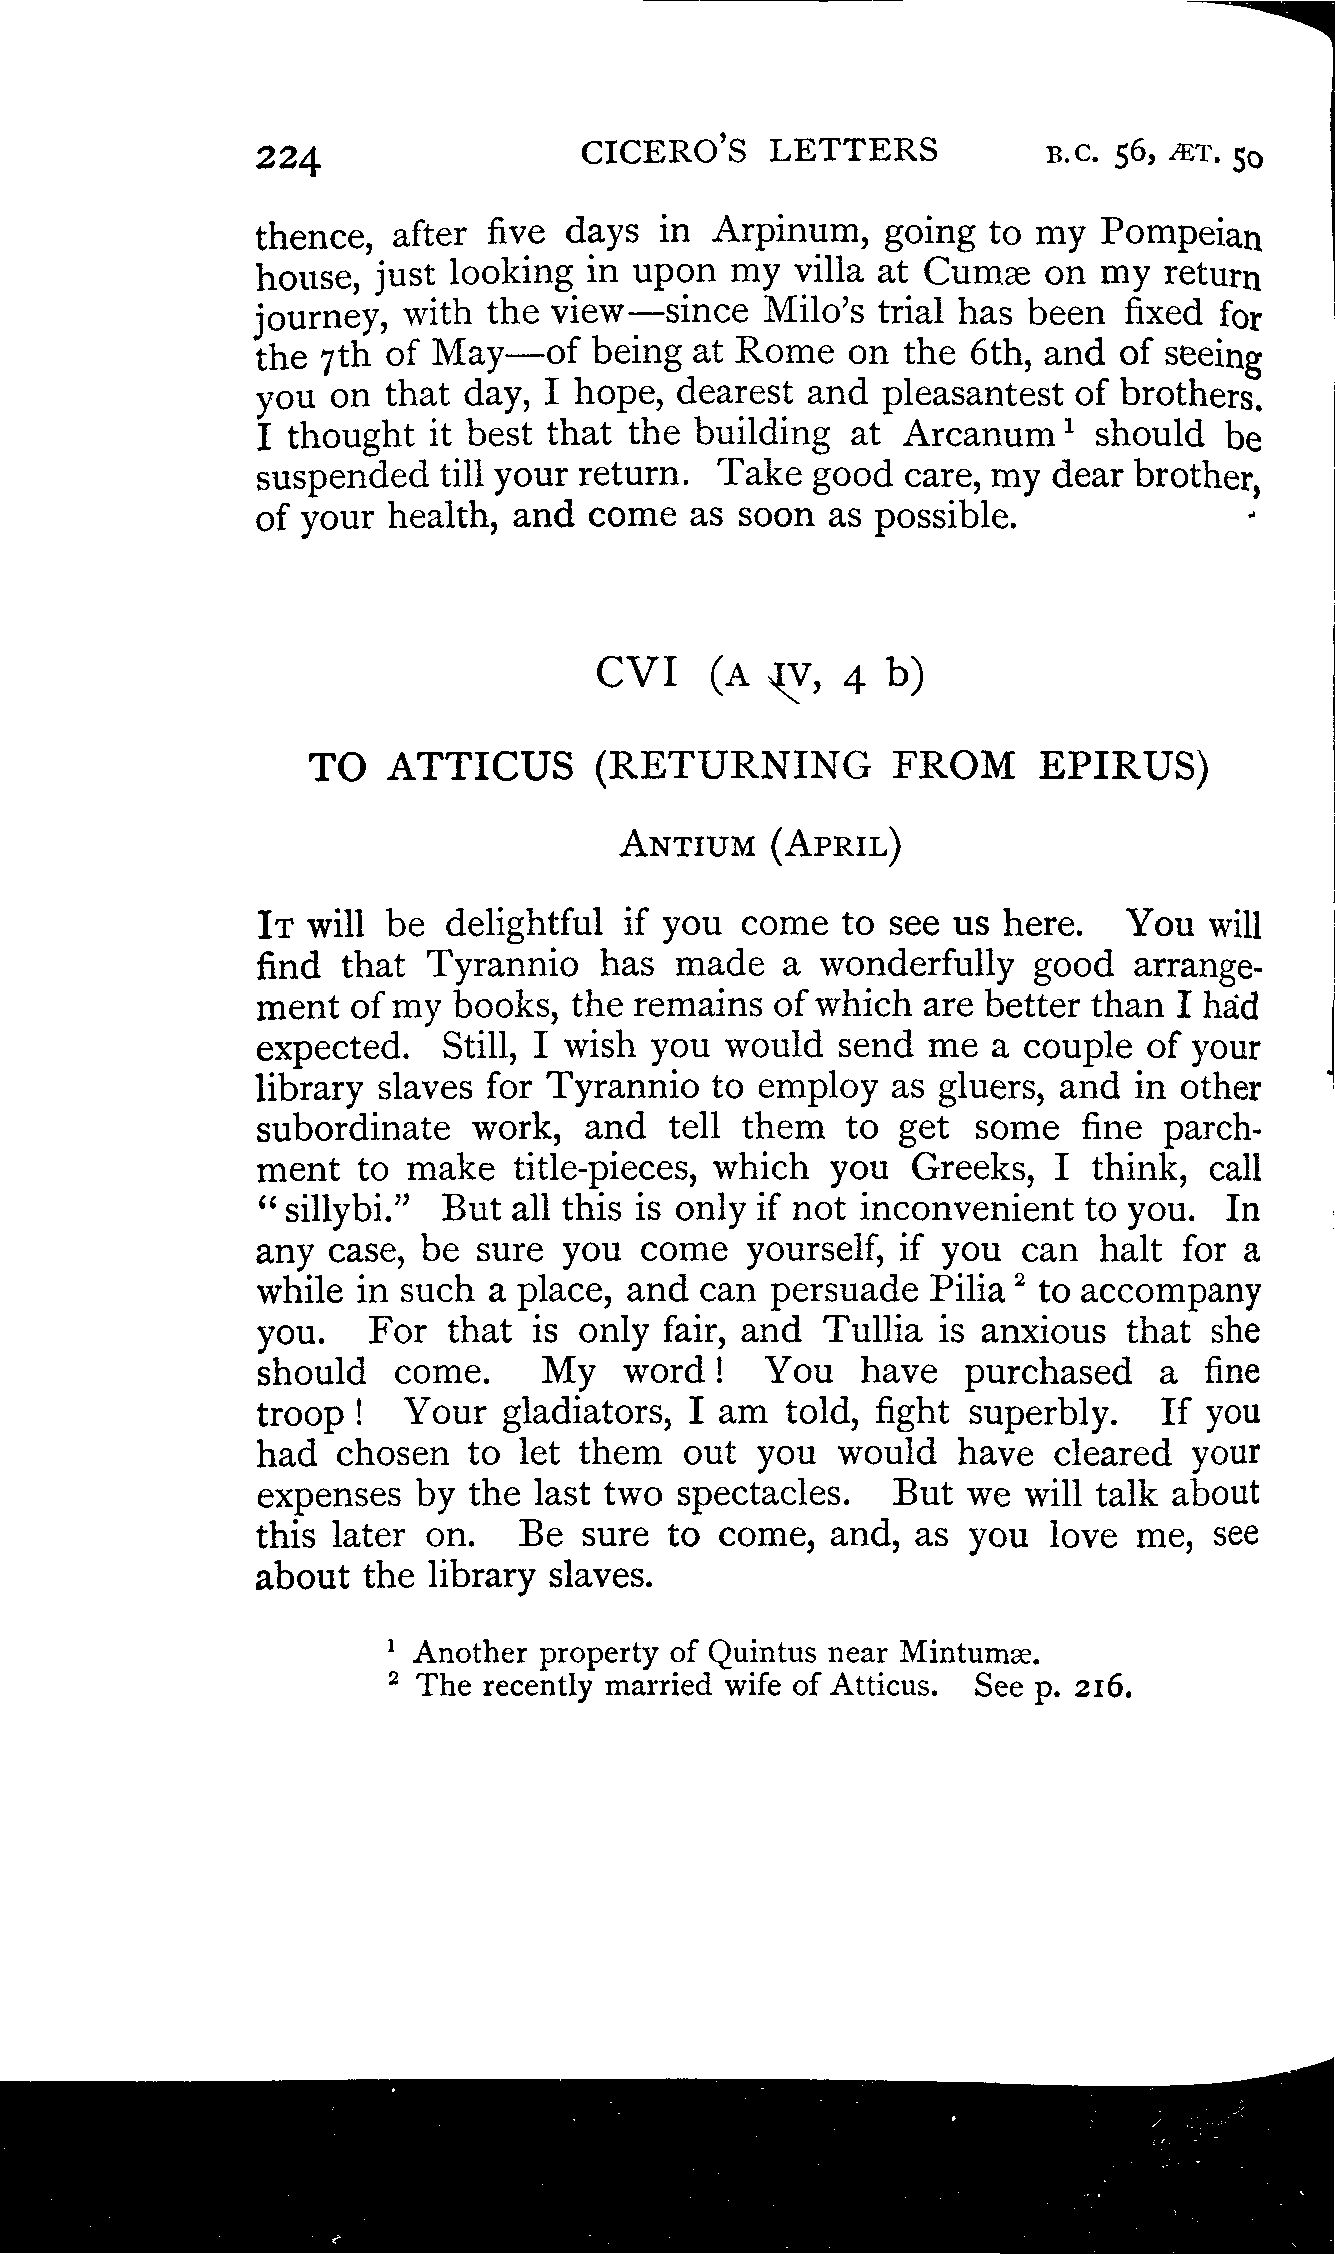 224 CICERO'S LETTERS B.C. 56, ÆT. 50
thence, after five days in Arpinum, going to my Pompeian
house, just looking in upon my villa at Cumæ on my return
journey, with the view—since Milo's trial has been fixed for
the 7th of May—of being at Rome on the 6th, and of seeing
you on that day, I hope, dearest and pleasantest of brothers.
I thought it best that the building at Arcanum ¹ should be
suspended till your return. Take good care, my dear brother,
of your health, and come as soon as possible.
CVI (A IV, 4 b)
TO ATTICUS (RETURNING FROM EPIRUS)
ANTIUM (APRIL)
IT will be delightful if you come to see us here. You will
find that Tyrannio has made a wonderfully good arrange-
ment of my books, the remains of which are better than I had
expected. Still, I wish you would send me a couple of your
library slaves for Tyrannio to employ as gluers, and in other
subordinate work, and tell them to get some fine parch-
ment to make title-pieces, which you Greeks, I think, call
"sillybi." But all this is only if not inconvenient to you. In
any case, be sure you come yourself, if you can halt for a
while in such a place, and can persuade Pilia ² to accompany
you. For that is only fair, and Tullia is anxious that she
should come. My word! You have purchased a fine
troop! Your gladiators, I am told, fight superbly. If you
had chosen to let them out you would have cleared your
expenses by the last two spectacles. But we will talk about
this later on. Be sure to come, and, as you love me, see
about the library slaves.
¹ Another property of Quintus near Mintumæ.
² The recently married wife of Atticus. See p. 216.